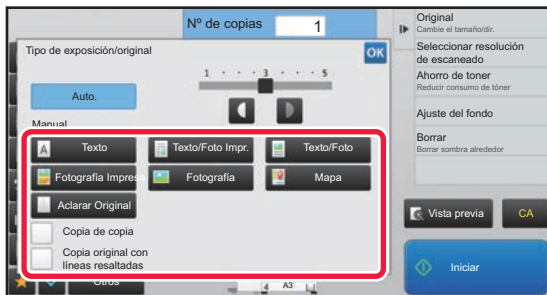 Nº de copias
1
Tipo de exposición/original
OK
1 3 5
Auto.
Manual
Texto
Texto/Foto Impr.
Texto/Foto
Fotografía Impresa
Fotografía
Mapa
Aclarar Original
Copia de copia
Copia original con
líneas resaltadas
Otros
4 A3
Original
Cambie el tamaño/dir.
Seleccionar resolución
de escaneado
Ahorro de toner
Reducir consumo de tóner
Ajuste del fondo
Borrar
Borrar sombra alrededor
Vista previa
CA
Iniciar